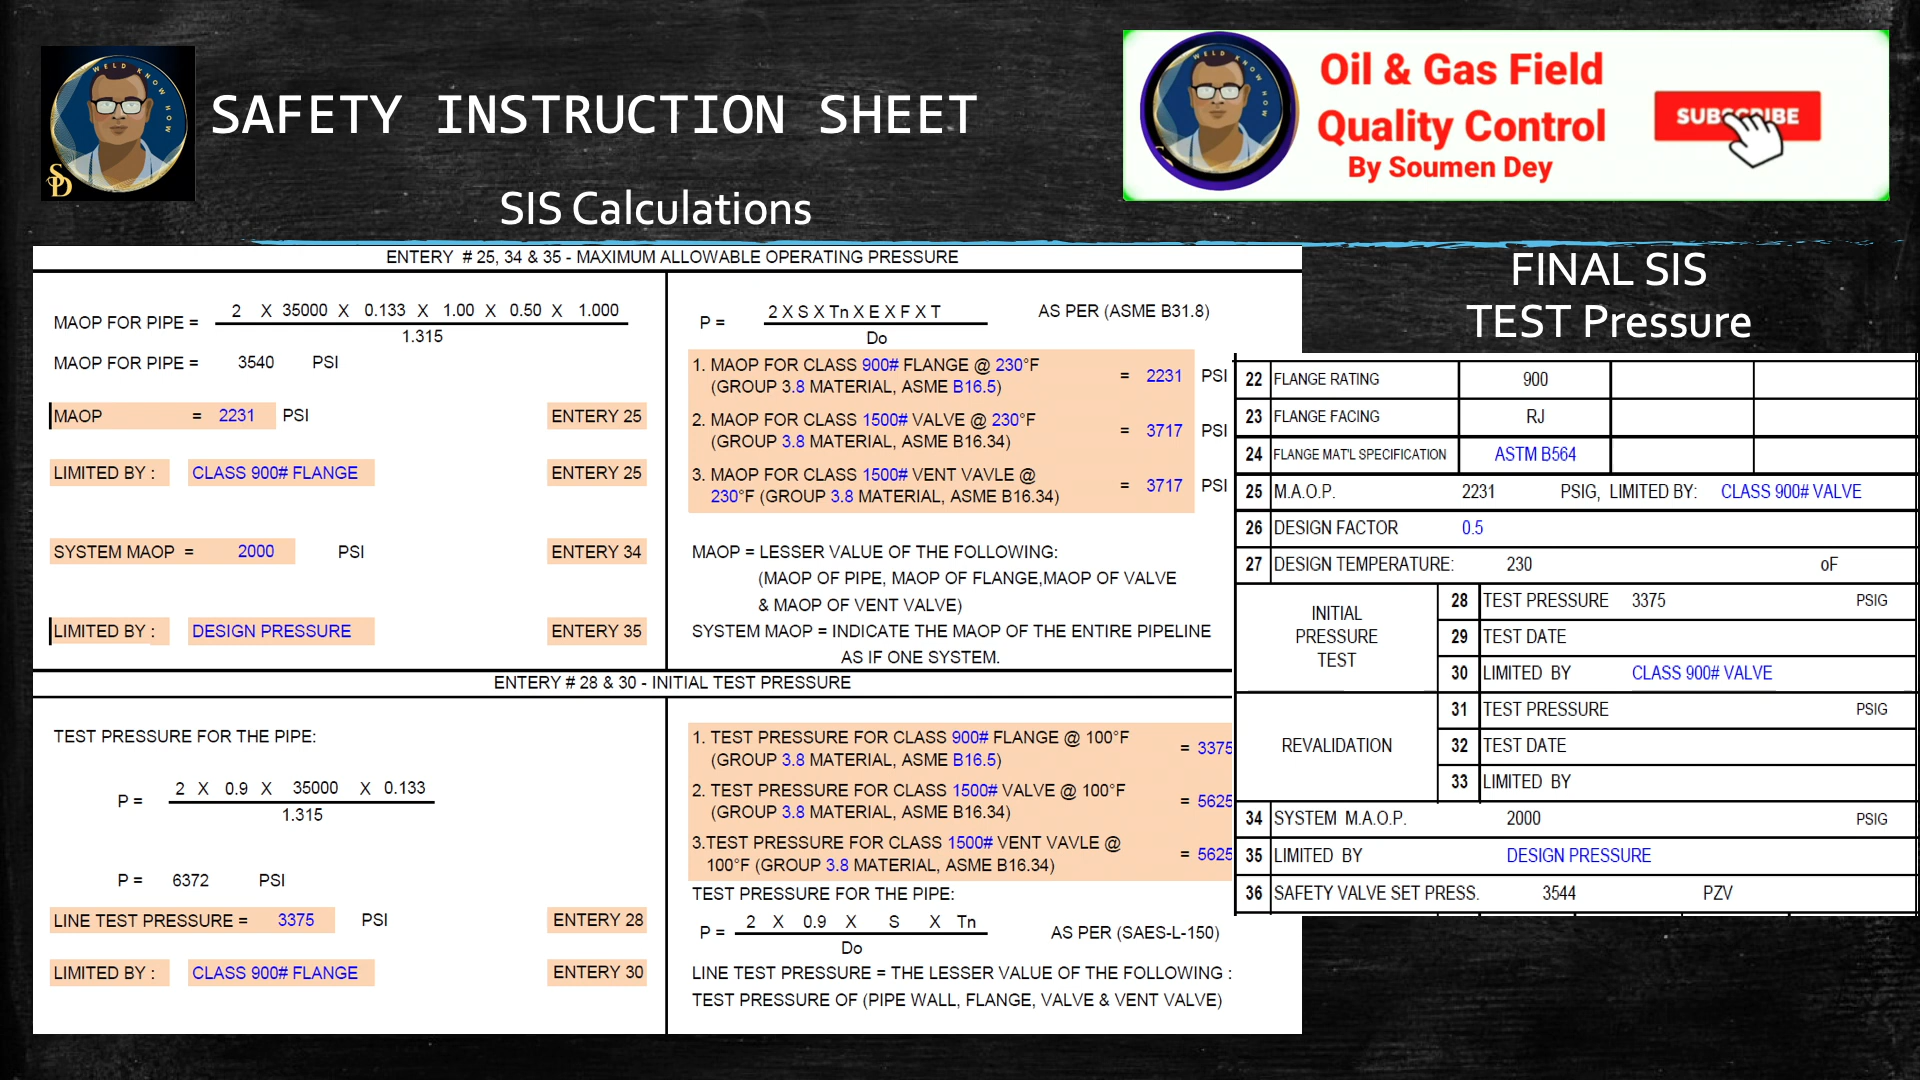 WELD KNOW HOW
SD
SAFETY INSTRUCTION SHEET
SIS Calculations
WELD KNOW HOW
Oil & Gas Field
Quality Control
By Soumen Dey
SUBSCRIBE
ENTERY # 25, 34 & 35 - MAXIMUM ALLOWABLE OPERATING PRESSURE
MAOP FOR PIPE = 2 X 35000 X 0.133 X 1.00 X 0.50 X 1.000
1.315
MAOP FOR PIPE = 3540 PSI
MAOP = 2231 PSI ENTERY 25
LIMITED BY : CLASS 900# FLANGE ENTERY 25
SYSTEM MAOP = 2000 PSI ENTERY 34
LIMITED BY : DESIGN PRESSURE ENTERY 35
P = 2 X S X Tn X E X F X T AS PER (ASME B31.8)
Do
1. MAOP FOR CLASS 900# FLANGE @ 230°F
(GROUP 3.8 MATERIAL, ASME B16.5) = 2231 PSI
2. MAOP FOR CLASS 1500# VALVE @ 230°F
(GROUP 3.8 MATERIAL, ASME B16.34) = 3717 PSI
3. MAOP FOR CLASS 1500# VENT VAVLE @
230°F (GROUP 3.8 MATERIAL, ASME B16.34) = 3717 PSI
MAOP = LESSER VALUE OF THE FOLLOWING:
(MAOP OF PIPE, MAOP OF FLANGE,MAOP OF VALVE
& MAOP OF VENT VALVE)
SYSTEM MAOP = INDICATE THE MAOP OF THE ENTIRE PIPELINE
AS IF ONE SYSTEM.
ENTERY # 28 & 30 - INITIAL TEST PRESSURE
TEST PRESSURE FOR THE PIPE:
P = 2 X 0.9 X 35000 X 0.133
1.315
P = 6372 PSI
LINE TEST PRESSURE = 3375 PSI ENTERY 28
LIMITED BY : CLASS 900# FLANGE ENTERY 30
1. TEST PRESSURE FOR CLASS 900# FLANGE @ 100°F
(GROUP 3.8 MATERIAL, ASME B16.5) = 3375
2. TEST PRESSURE FOR CLASS 1500# VALVE @ 100°F
(GROUP 3.8 MATERIAL, ASME B16.34) = 5625
3.TEST PRESSURE FOR CLASS 1500# VENT VAVLE @
100°F (GROUP 3.8 MATERIAL, ASME B16.34) = 5625
TEST PRESSURE FOR THE PIPE:
P = 2 X 0.9 X S X Tn AS PER (SAES-L-150)
Do
LINE TEST PRESSURE = THE LESSER VALUE OF THE FOLLOWING :
TEST PRESSURE OF (PIPE WALL, FLANGE, VALVE & VENT VALVE)
FINAL SIS
TEST Pressure
22 FLANGE RATING 900
23 FLANGE FACING RJ
24 FLANGE MAT'L SPECIFICATION ASTM B564
25 M.A.O.P. 2231 PSIG, LIMITED BY: CLASS 900# VALVE
26 DESIGN FACTOR 0.5
27 DESIGN TEMPERATURE: 230 oF
INITIAL
PRESSURE
TEST
28 TEST PRESSURE 3375 PSIG
29 TEST DATE
30 LIMITED BY CLASS 900# VALVE
REVALIDATION
31 TEST PRESSURE PSIG
32 TEST DATE
33 LIMITED BY
34 SYSTEM M.A.O.P. 2000 PSIG
35 LIMITED BY DESIGN PRESSURE
36 SAFETY VALVE SET PRESS. 3544 PZV